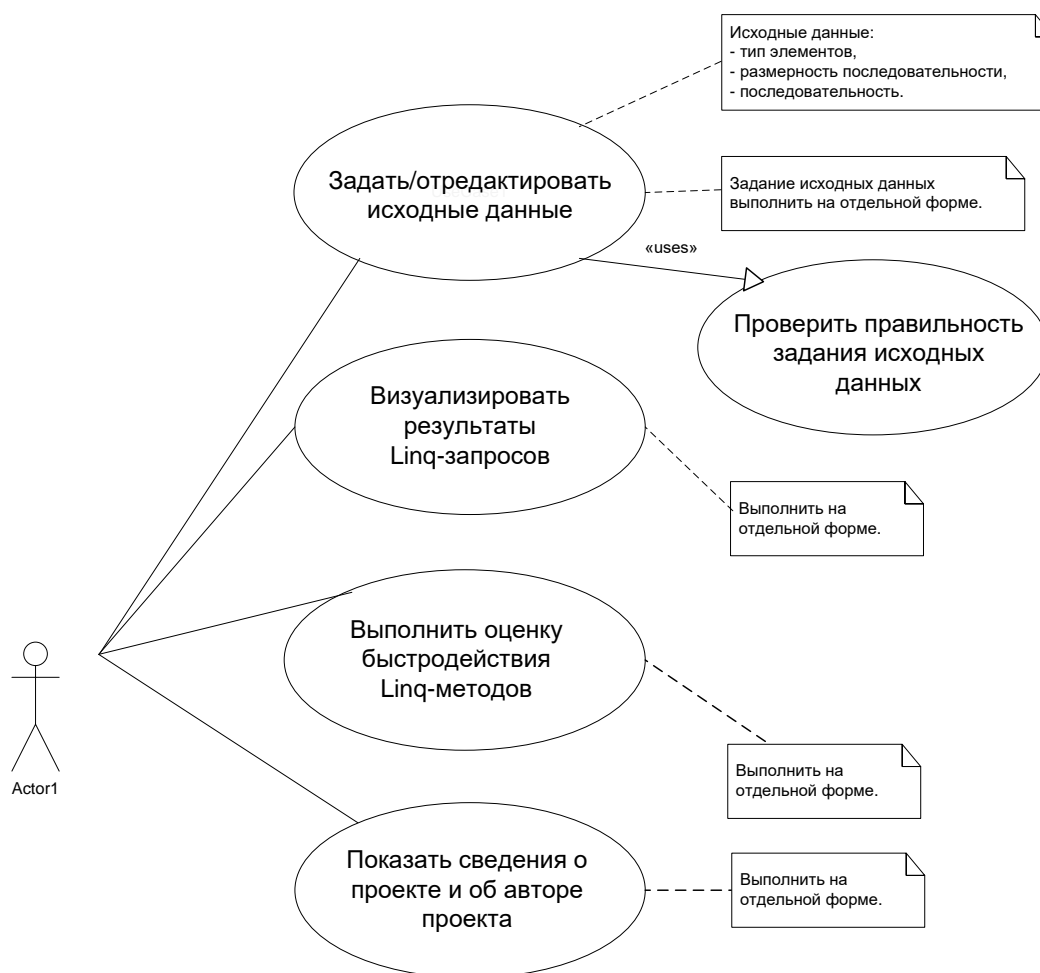 Исходные данные:
- тип элементов,
- размерность последовательности,
- последовательность.
Задать/отредактировать
исходные данные
Задание исходных данных
выполнить на отдельной форме.
«uses»
Проверить правильность
задания исходных
данных
Визуализировать
результаты
Linq-запросов
Выполнить на
отдельной форме.
Выполнить оценку
быстродействия
Linq-методов
Actor1
Выполнить на
отдельной форме.
Показать сведения о
проекте и об авторе
проекта
Выполнить на
отдельной форме.